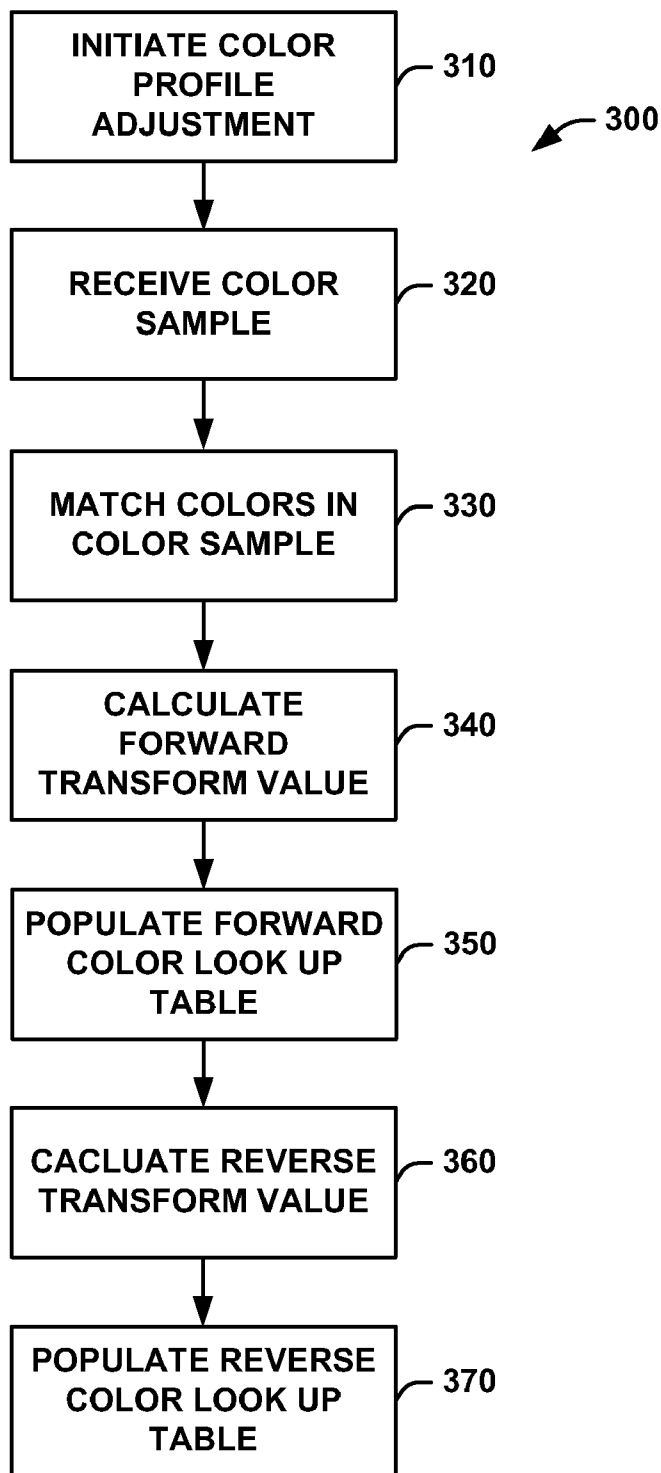 INITIATE COLOR
PROFILE
ADJUSTMENT
310
300
RECEIVE COLOR
SAMPLE
320
MATCH COLORS IN
COLOR SAMPLE
330
CALCULATE
FORWARD
TRANSFORM VALUE
340
POPULATE FORWARD
COLOR LOOK UP
TABLE
350
CACLUATE REVERSE
TRANSFORM VALUE
360
POPULATE REVERSE
COLOR LOOK UP
TABLE
370